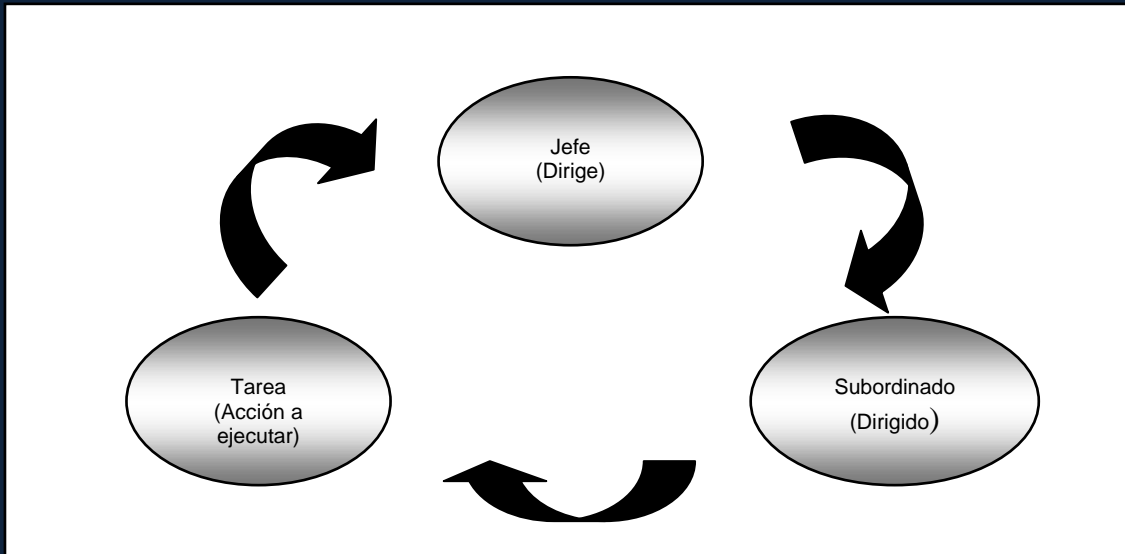 Jefe
(Dirige)
Tarea
(Acción a
ejecutar)
Subordinado
(Dirigido)